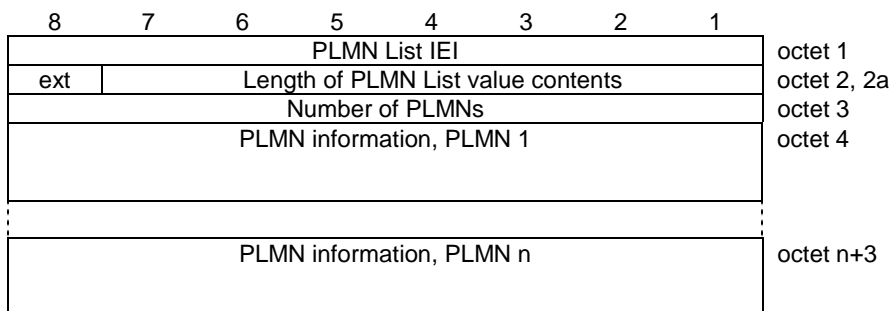 8 7 6 5 4 3 2 1
PLMN List IEI octet 1
ext Length of PLMN List value contents octet 2, 2a
Number of PLMNs octet 3
PLMN information, PLMN 1 octet 4
PLMN information, PLMN n octet n+3